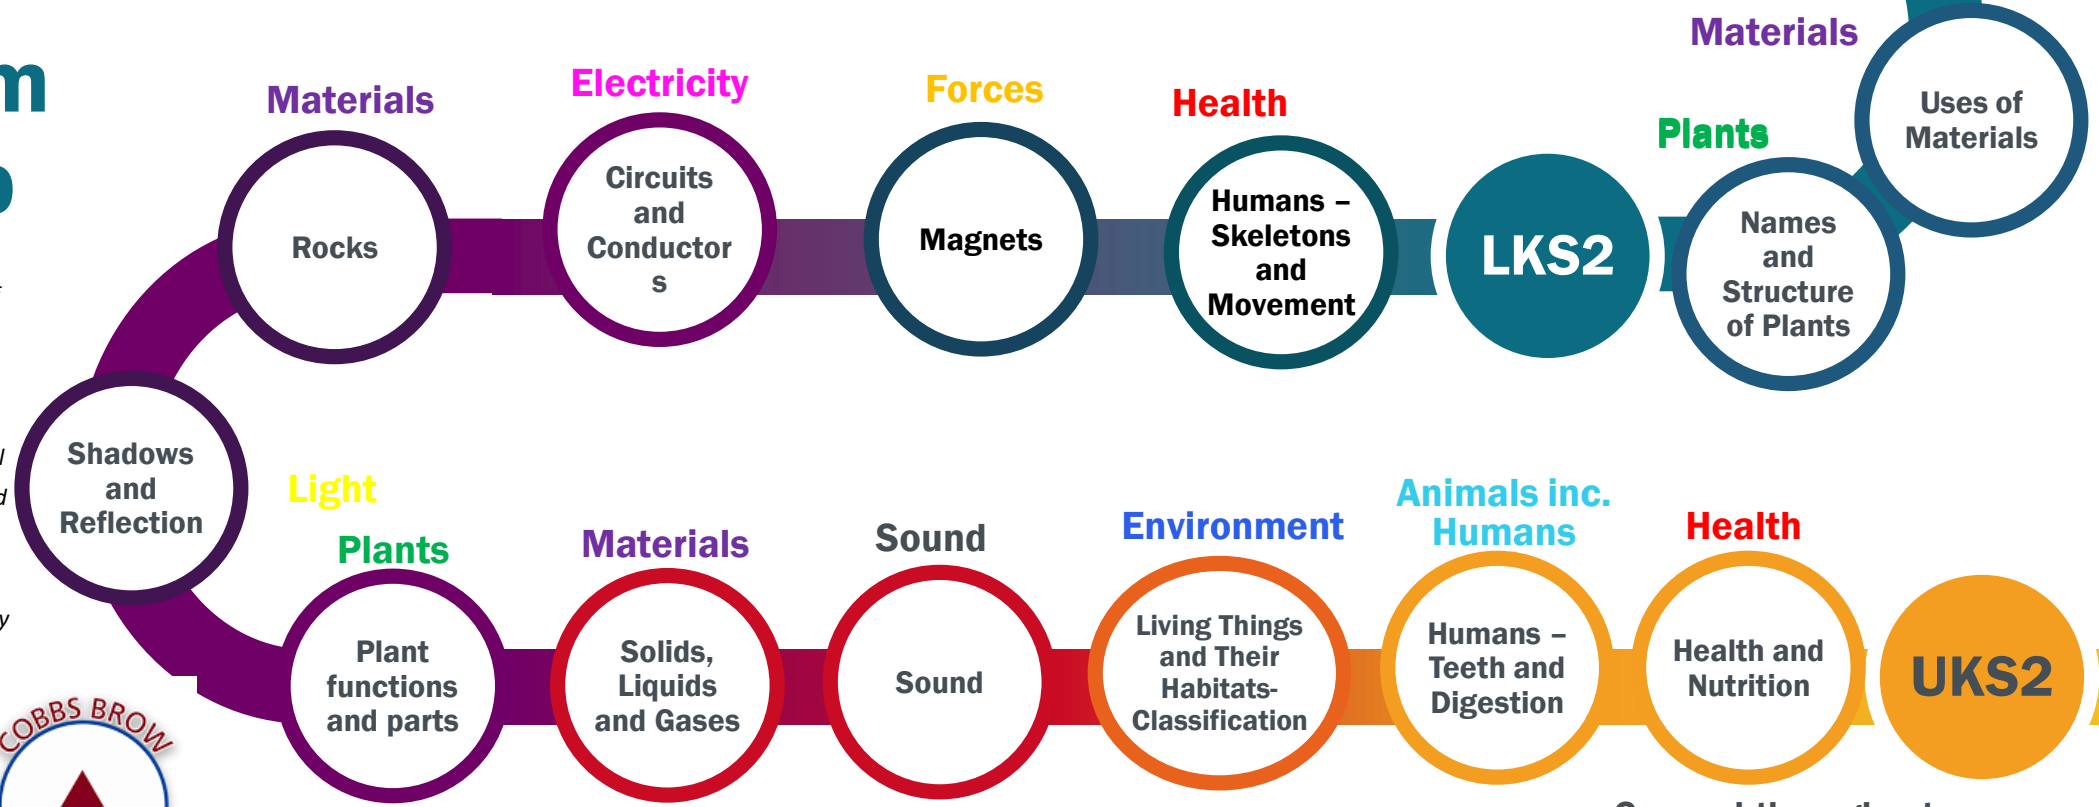 m
Materials
Electricity
Forces
Health
Plants
Materials
Rocks
Circuits
and
Conductor
s
Magnets
Humans –
Skeletons
and
Movement
LKS2
Names
and
Structure
of Plants
Uses of
Materials
Shadows
and
Reflection
Light
Plants
Materials
Sound
Environment
Animals inc.
Humans
Health
Plant
functions
and parts
Solids,
Liquids
and Gases
Sound
Living Things
and Their
Habitats-
Classification
Humans –
Teeth and
Digestion
Health and
Nutrition
UKS2
COBBS BROW